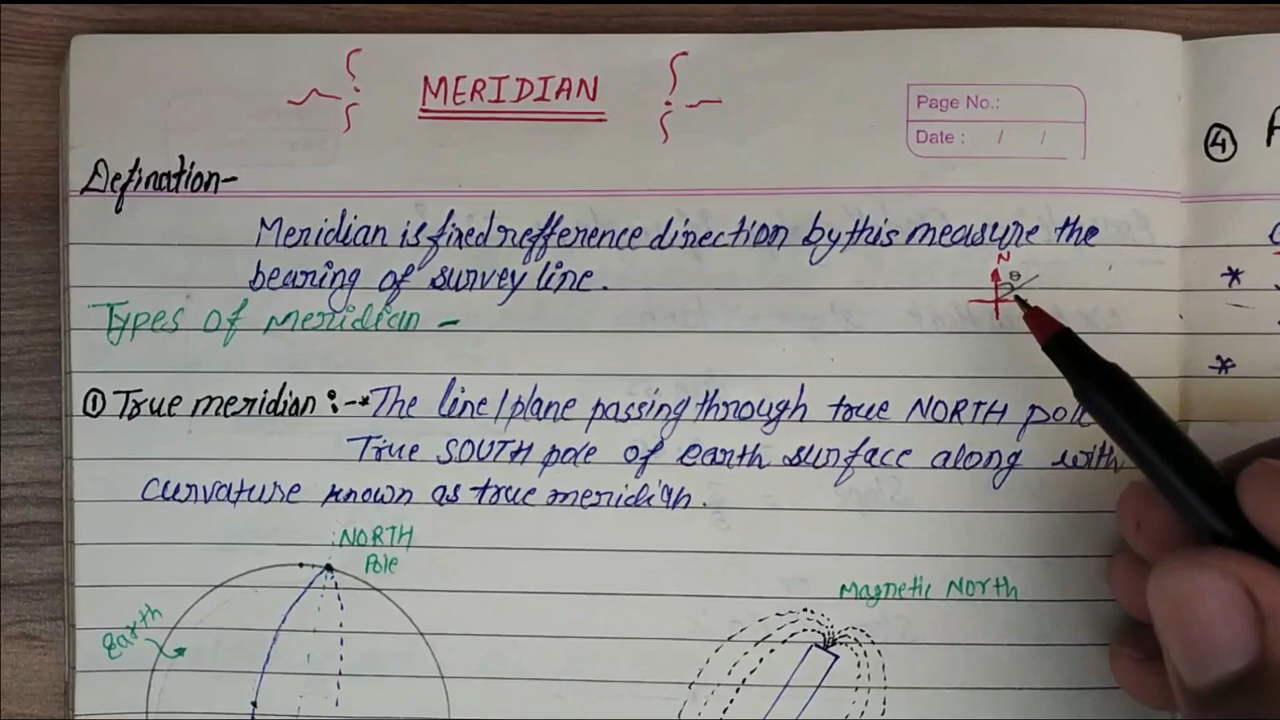 MERIDIAN
Page No.:
Date : / /
Defination-
Meridian is fixed refference direction by this measure the
bearing of survey line.
N
θ
Types of meridian -
① True meridian :-* The line/plane passing through true NORTH pole
True SOUTH pole of earth surface along with
curvature known as true meridian.
NORTH
Pole
Earth
Magnetic North
④
*
*